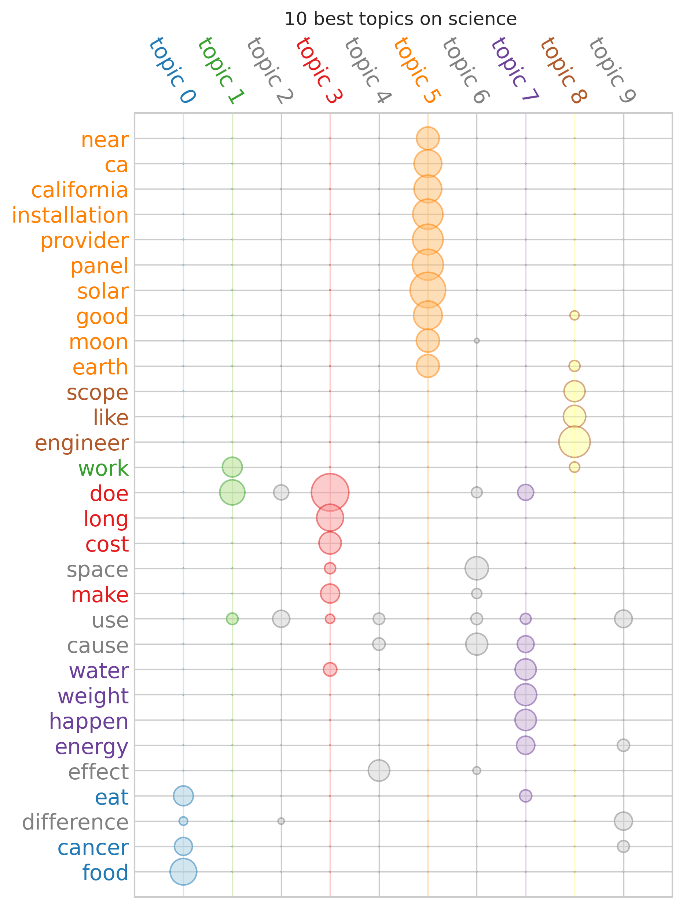 10 best topics on science
topic 0
topic 1
topic 2
topic 3
topic 4
topic 5
topic 6
topic 7
topic 8
topic 9
near
ca
california
installation
provider
panel
solar
good
moon
earth
scope
like
engineer
work
doe
long
cost
space
make
use
cause
water
weight
happen
energy
effect
eat
difference
cancer
food